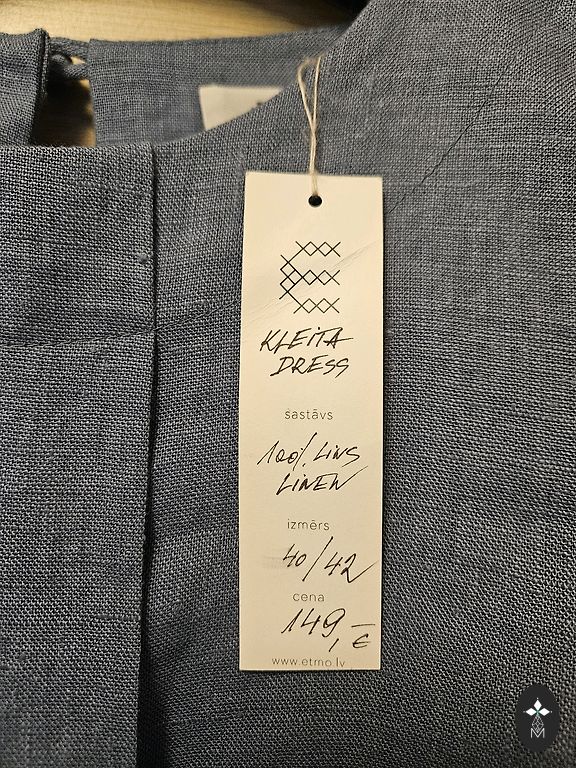 KLEITA
DRESS
sastāvs
100% LINS
LINEN
izmērs
40/42
cena
149,- €
www.etmo.lv
M